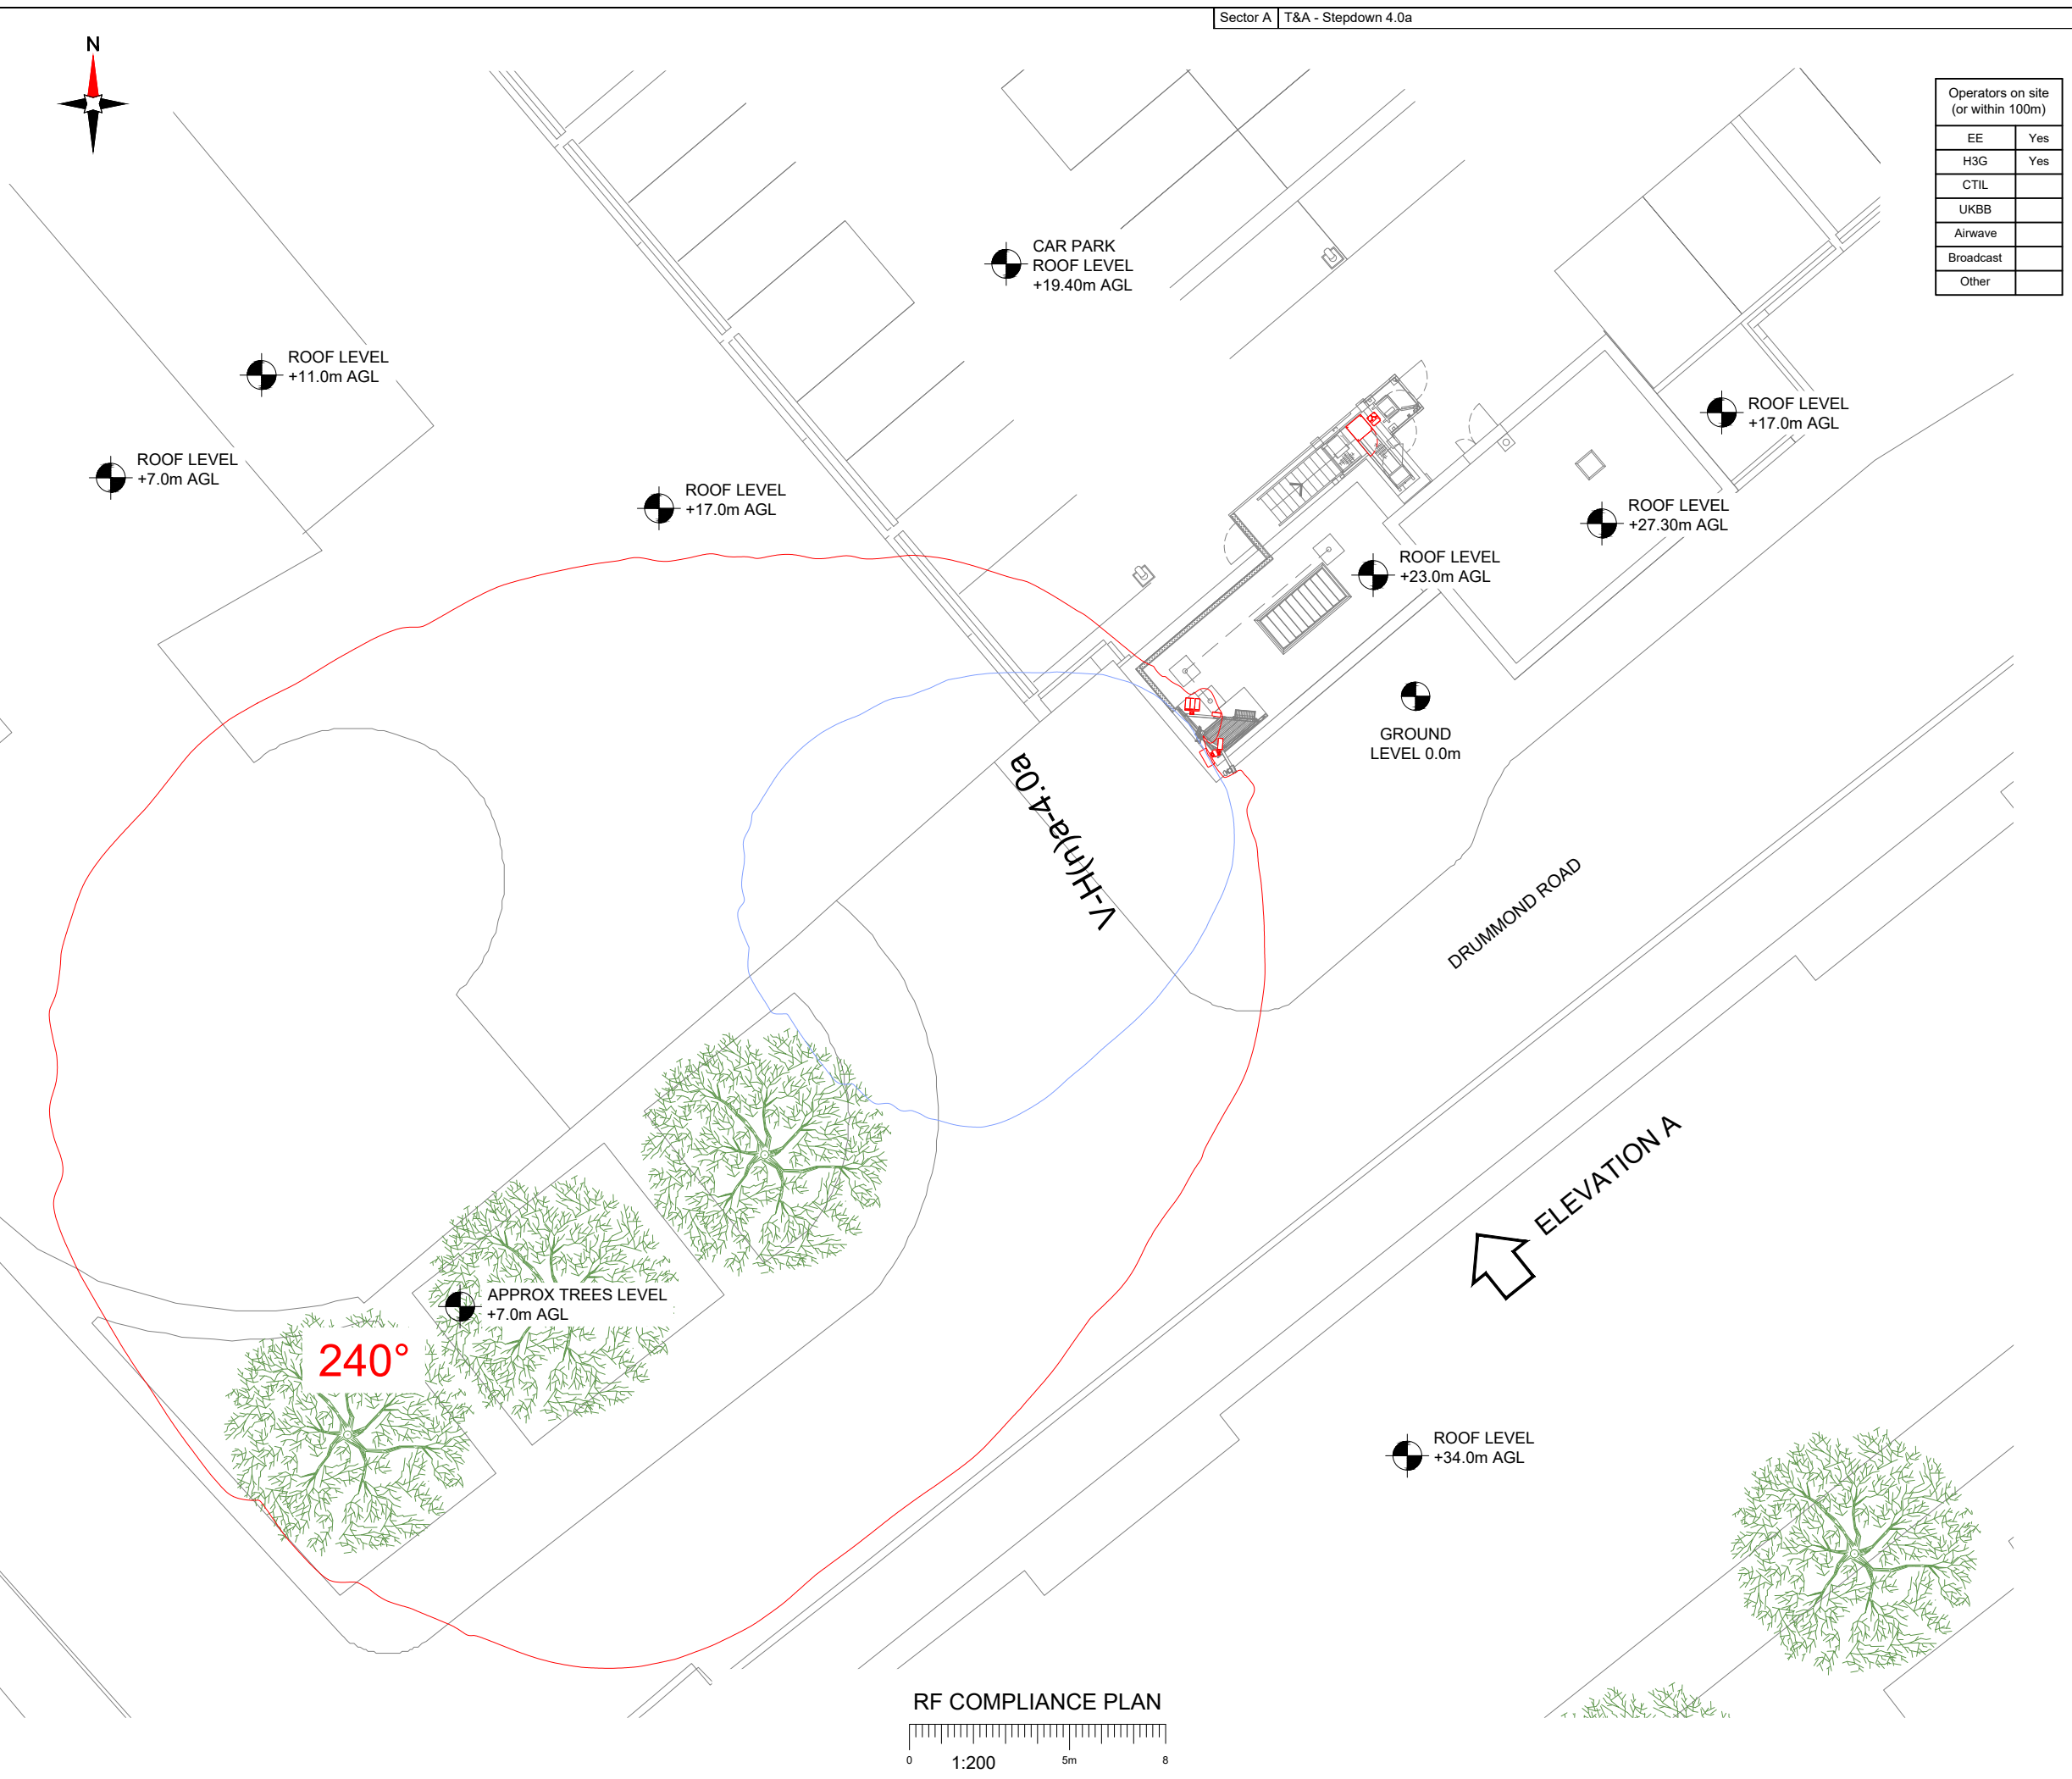 Sector A T&A - Stepdown 4.0a
N
Operators on site
(or within 100m)
EE Yes
H3G Yes
CTIL
UKBB
Airwave
Broadcast
Other
CAR PARK
ROOF LEVEL
+19.40m AGL
ROOF LEVEL
+11.0m AGL
ROOF LEVEL
+17.0m AGL
ROOF LEVEL
+7.0m AGL
ROOF LEVEL
+17.0m AGL
ROOF LEVEL
+27.30m AGL
ROOF LEVEL
+23.0m AGL
GROUND
LEVEL 0.0m
V-H(n)a-4.0a
DRUMMOND ROAD
ELEVATION A
APPROX TREES LEVEL
+7.0m AGL
240°
ROOF LEVEL
+34.0m AGL
RF COMPLIANCE PLAN
0 1:200 5m 8